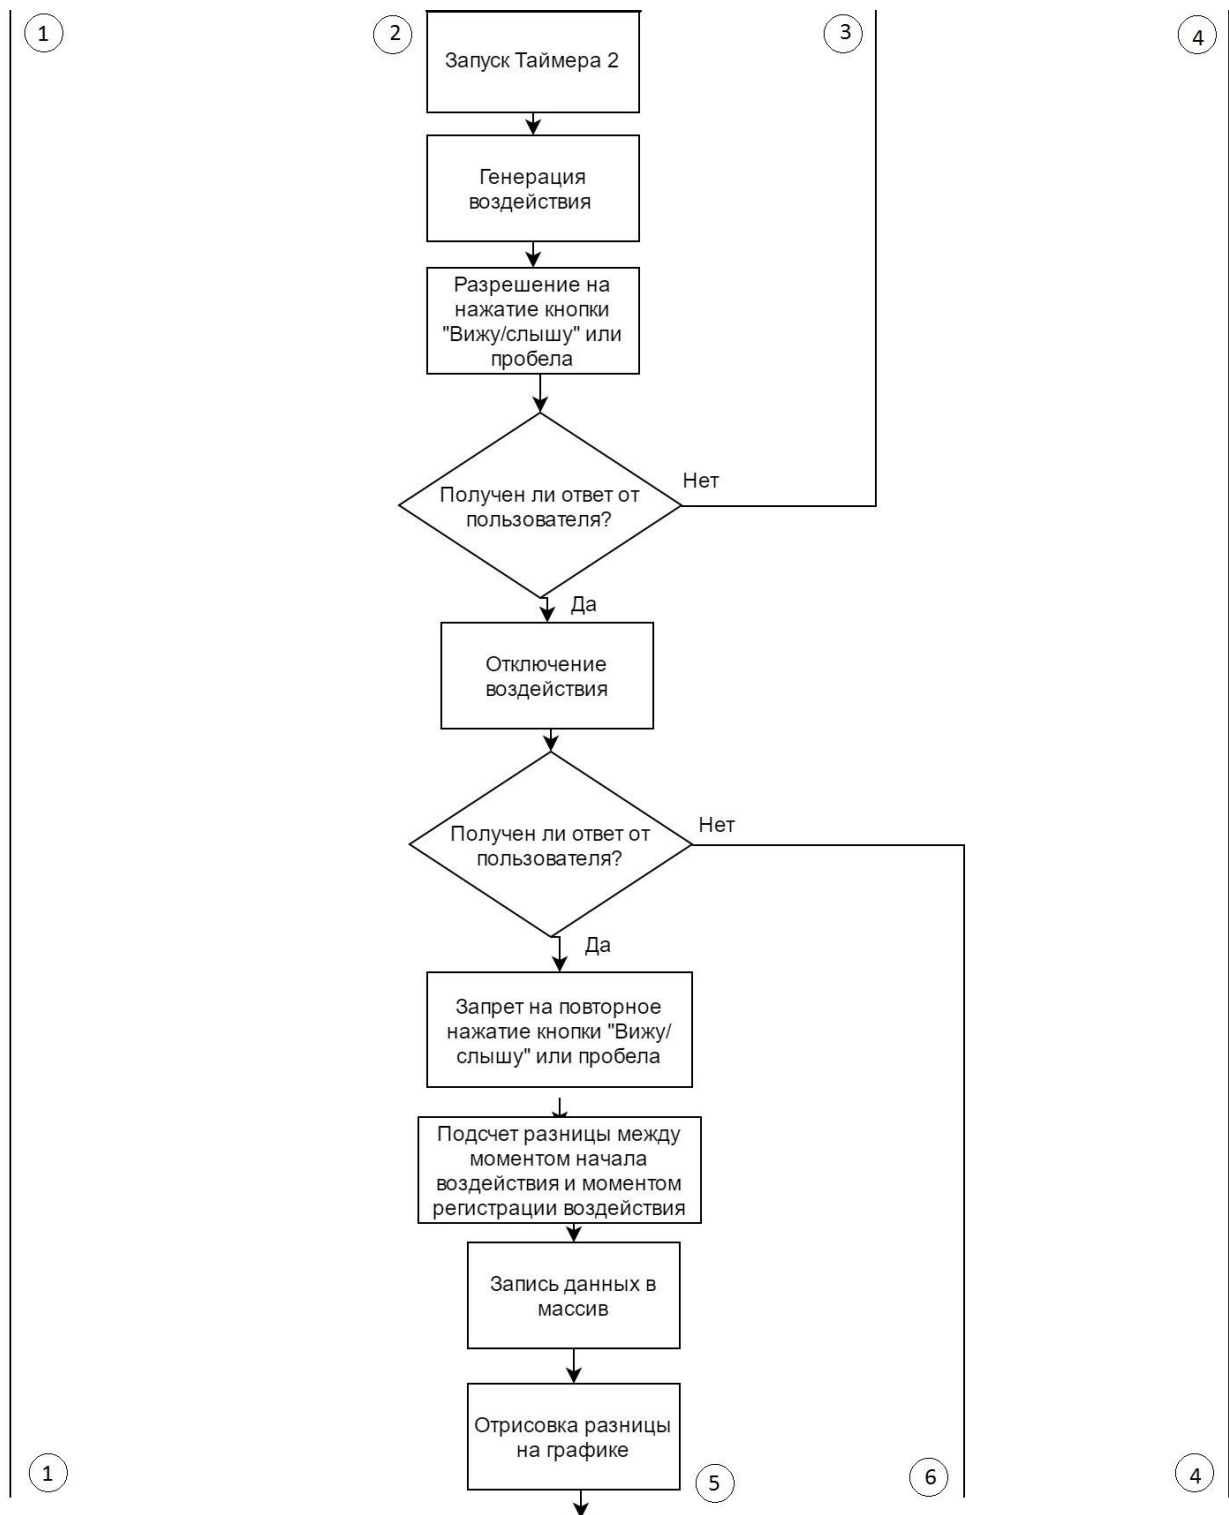 1
2
3
4
Запуск Таймера 2
Генерация
воздействия
Разрешение на
нажатие кнопки
"Вижу/слышу" или
пробела
Получен ли ответ от
пользователя?
Нет
Да
Отключение
воздействия
Получен ли ответ от
пользователя?
Нет
Да
Запрет на повторное
нажатие кнопки "Вижу/
слышу" или пробела
Подсчет разницы между
моментом начала
воздействия и моментом
регистрации воздействия
Запись данных в
массив
Отрисовка разницы
на графике
1
5
6
4